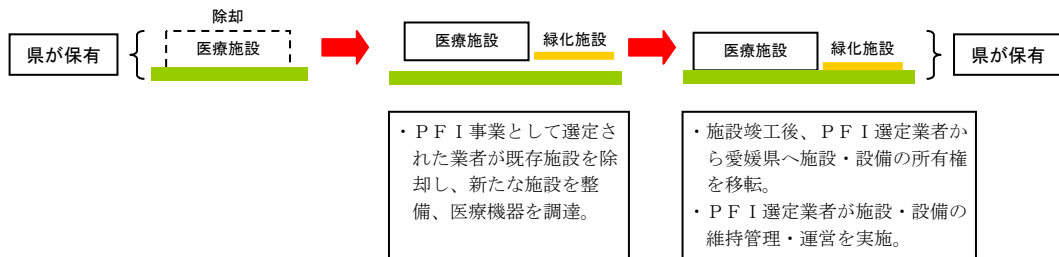 除却
県が保有
医療施設
医療施設
緑化施設
医療施設
緑化施設
県が保有
・ＰＦＩ事業として選定さ
れた業者が既存施設を除
却し、新たな施設を整
備、医療機器を調達。
・施設竣工後、ＰＦＩ選定業者か
ら愛媛県へ施設・設備の所有権
を移転。
・ＰＦＩ選定業者が施設・設備の
維持管理・運営を実施。